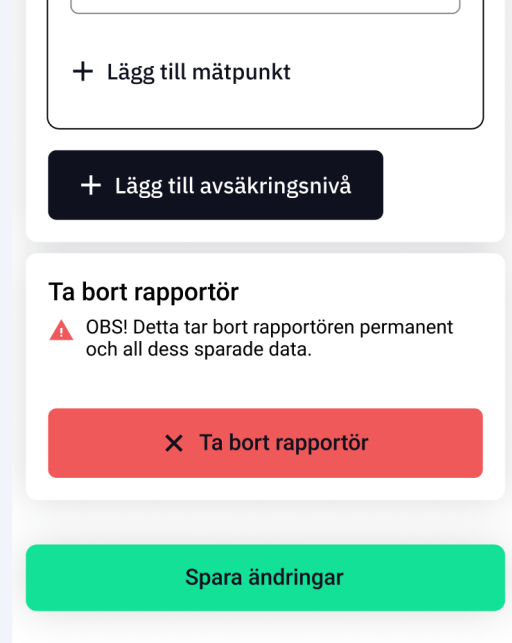 Lägg till mätpunkt
Lägg till avsäkringsnivå
Ta bort rapportör
OBS! Detta tar bort rapportören permanent
och all dess sparade data.
Ta bort rapportör
Spara ändringar